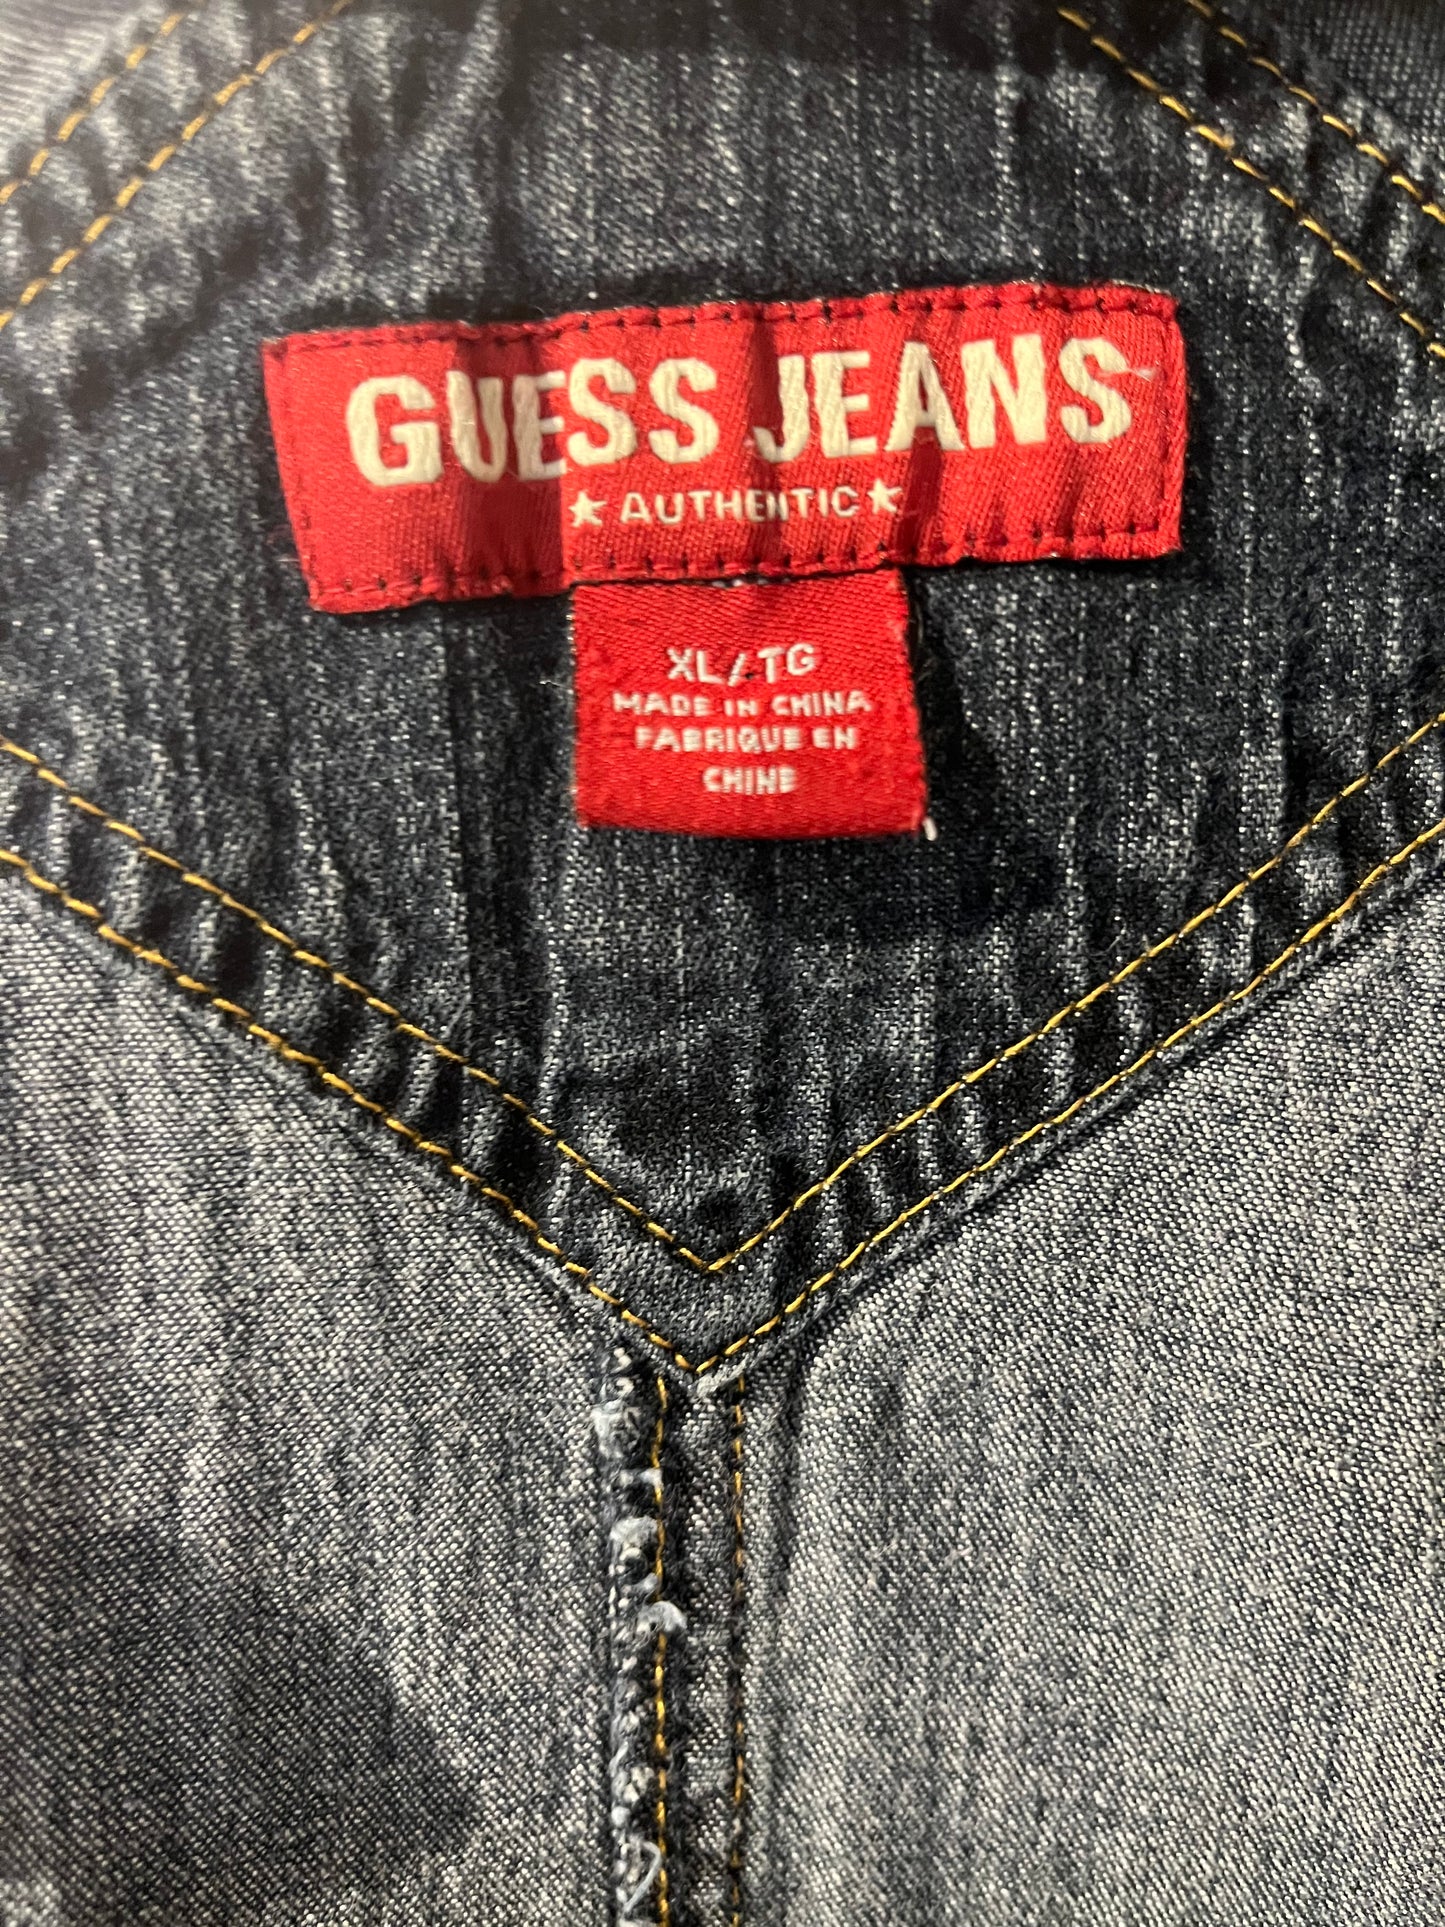 GUESS JEANS
★ AUTHENTIC ★
XL/TG
MADE IN CHINA
FABRIQUE EN
CHINE